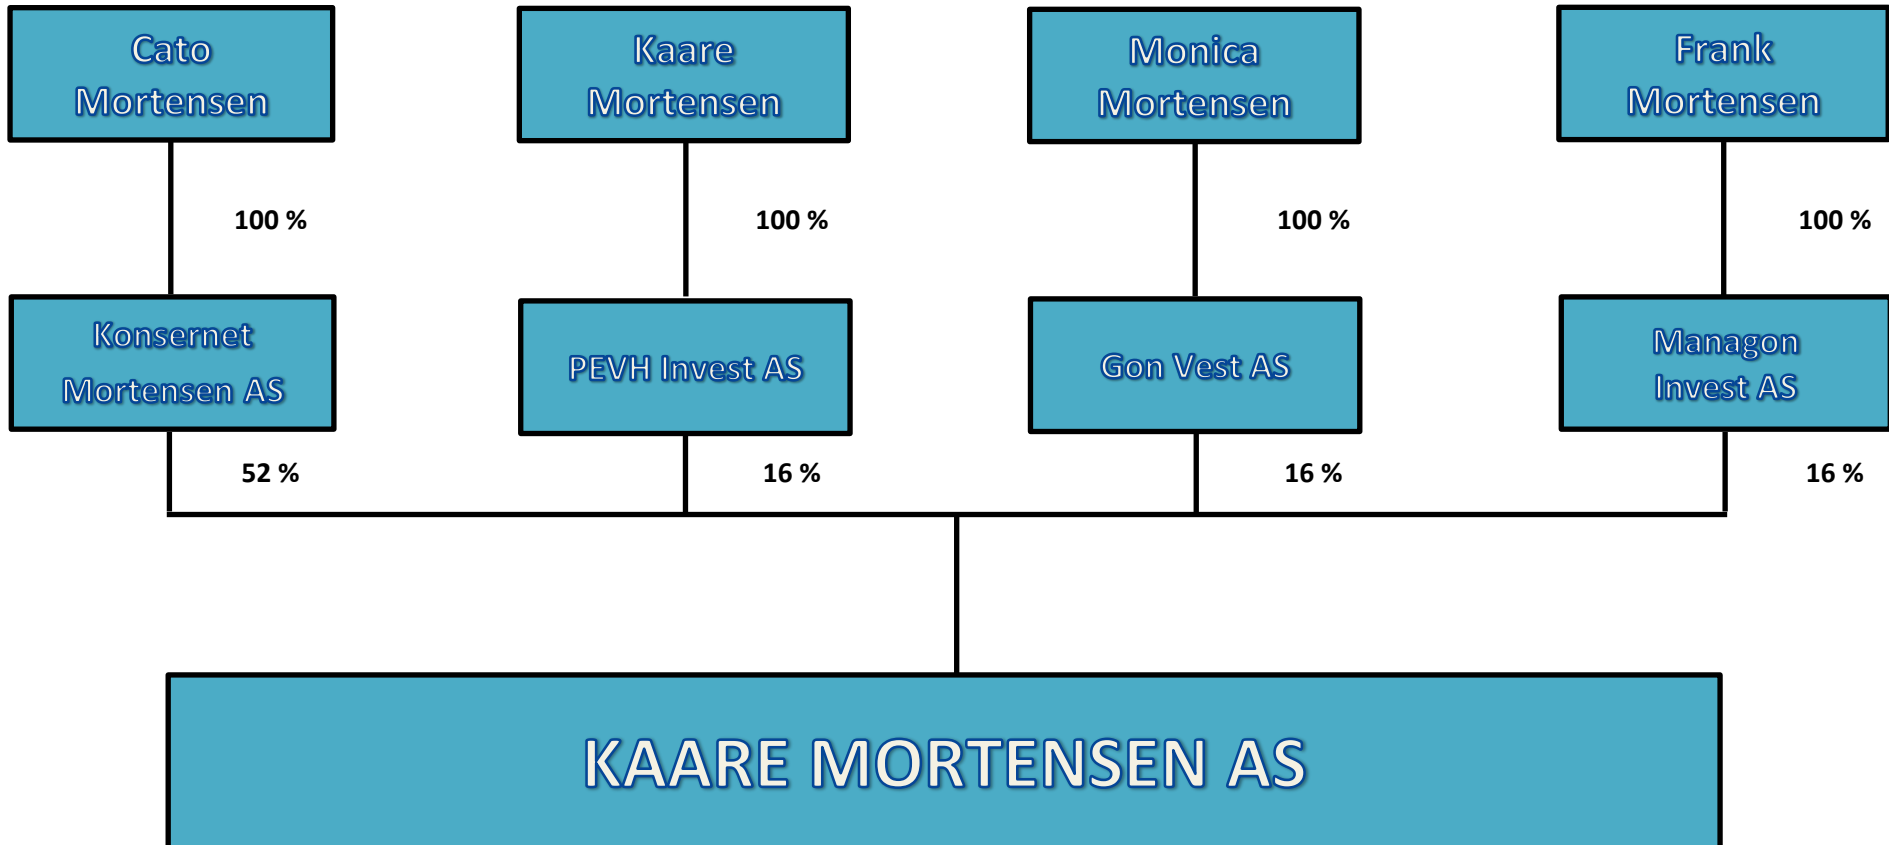 Cato
Mortensen
Kaare
Mortensen
Monica
Mortensen
Frank
Mortensen
100 %
100 %
100 %
100 %
Konsernet
Mortensen AS
PEVH Invest AS
Gon Vest AS
Managon
Invest AS
52 %
16 %
16 %
16 %
KAARE MORTENSEN AS